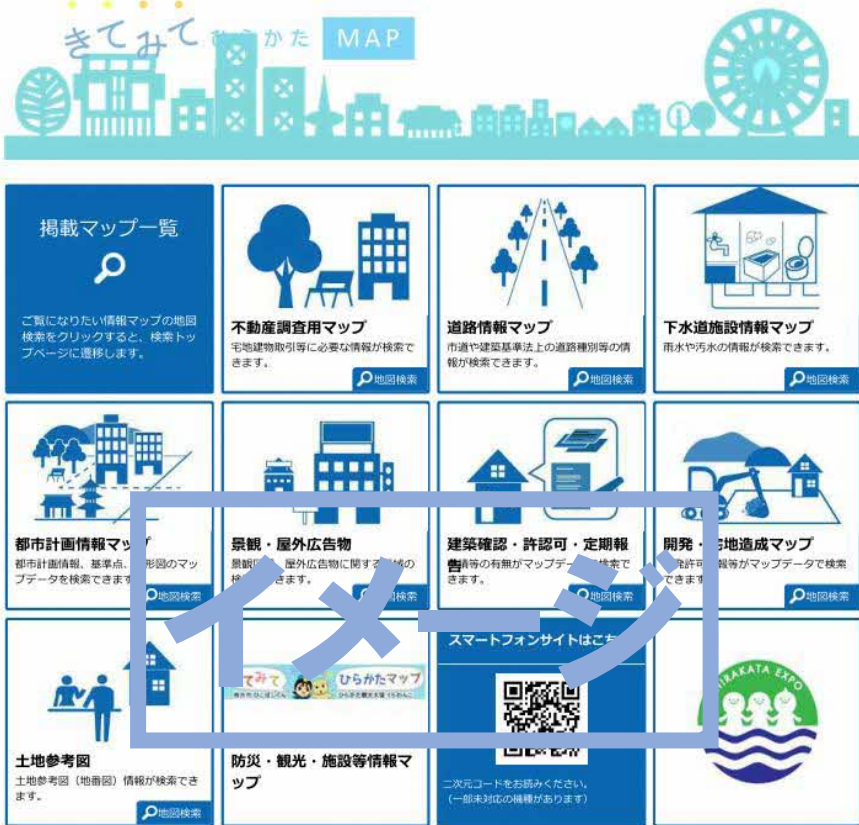 きてみて かた MAP
掲載マップ一覧
ご覧になりたい情報マップの地図
検索をクリックすると、検索トッ
プページに遷移します。
不動産調査用マップ
宅地建物取引等に必要な情報が検索で
きます。
地図検索
道路情報マップ
市道や建築基準法上の道路種別等の情
報が検索できます。
地図検索
下水道施設情報マップ
雨水や汚水の情報が検索できます。
地図検索
都市計画情報マップ
都市計画情報、基準点、 形図のマッ
プデータを検索できます
地図検索
景観・屋外広告物
景観 屋外広告物に関する の
きます。
検索
建築確認・許認可・定期報
告
請等の有無がマップデー 検索で
きます。
地図検索
開発・宅地造成マップ
発許可 報等がマップデータで検索
できます
地図検索
イメージ
土地参考図
土地参考図（地番図）情報が検索でき
ます。
地図検索
てみて ひらかたマップ
防災・観光・施設等情報マ
ップ
スマートフォンサイトはこち
二次元コードをお読みください。
（一部未対応の機種があります）
HIRAKATA EXPO